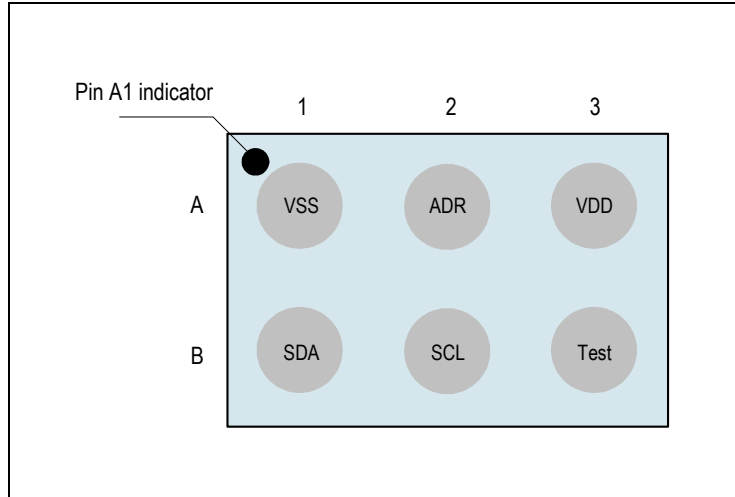 Pin A1 indicator
1 2 3
A VSS ADR VDD
B SDA SCL Test